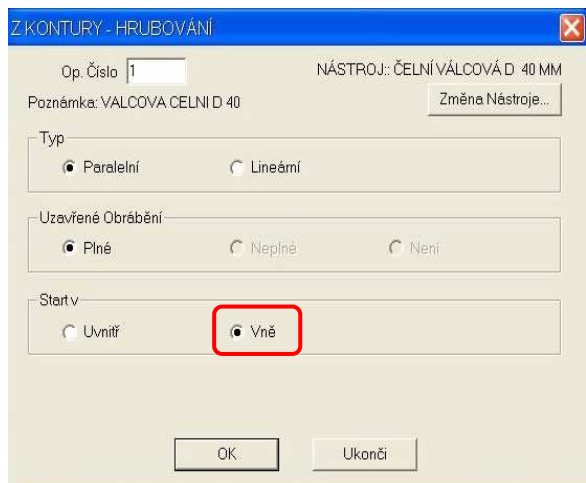 Z KONTURY - HRUBOVÁNÍ
Op. Číslo 1 NÁSTROJ:: ČELNÍ VÁLCOVÁ D 40 MM
Poznámka: VALCOVA CELNI D 40 Změna Nástroje...
Typ
Paralelní Lineární
Uzavřené Obrábění
Plné Neplné Není
Start v
Uvnitř Vně
OK Ukonči